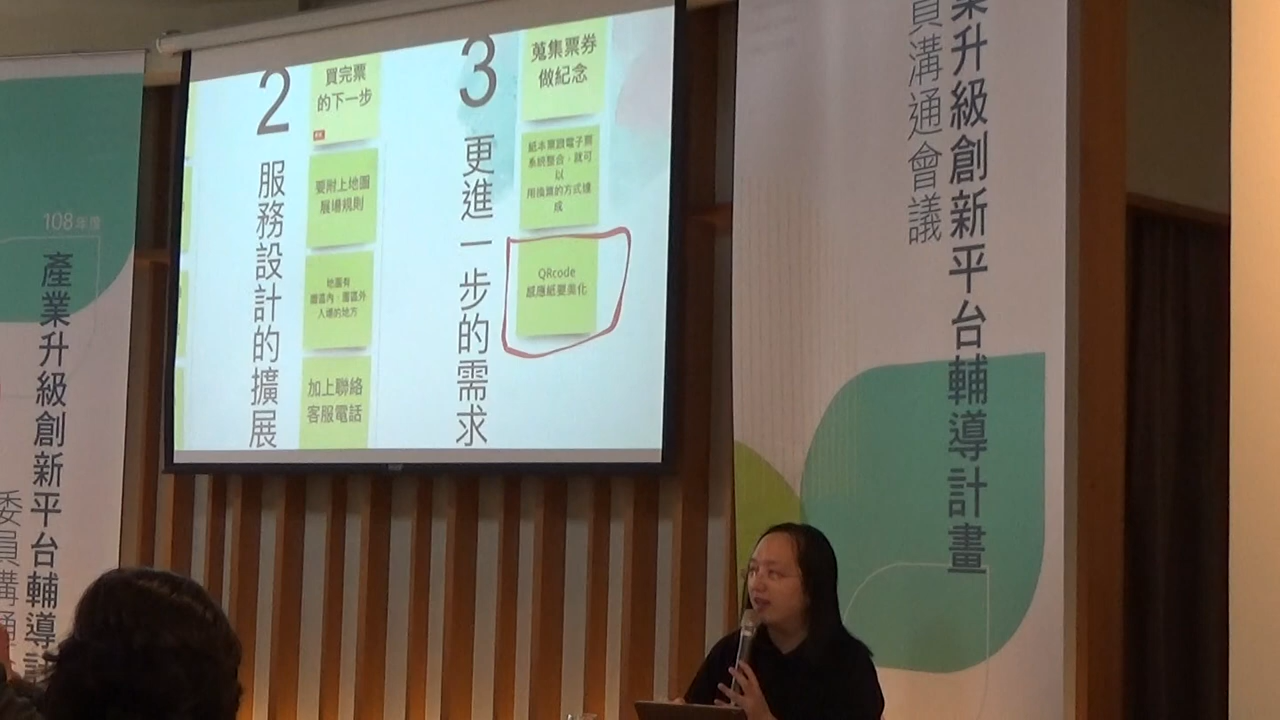 108年度
產業升級創新平台輔導計
委員溝通
2
服務設計的擴展
買完票
的下一步
要附上地圖
展場規則
地圖有
園區外
入場的地方
加上聯絡
客服電話
3
更進一步的需求
蒐集票券
做紀念
紙本票跟電子票
系統整合，就可
以
用換算的方式達
成
QRcode
感應紙要美化
業升級創新平台輔導計畫
員溝通會議